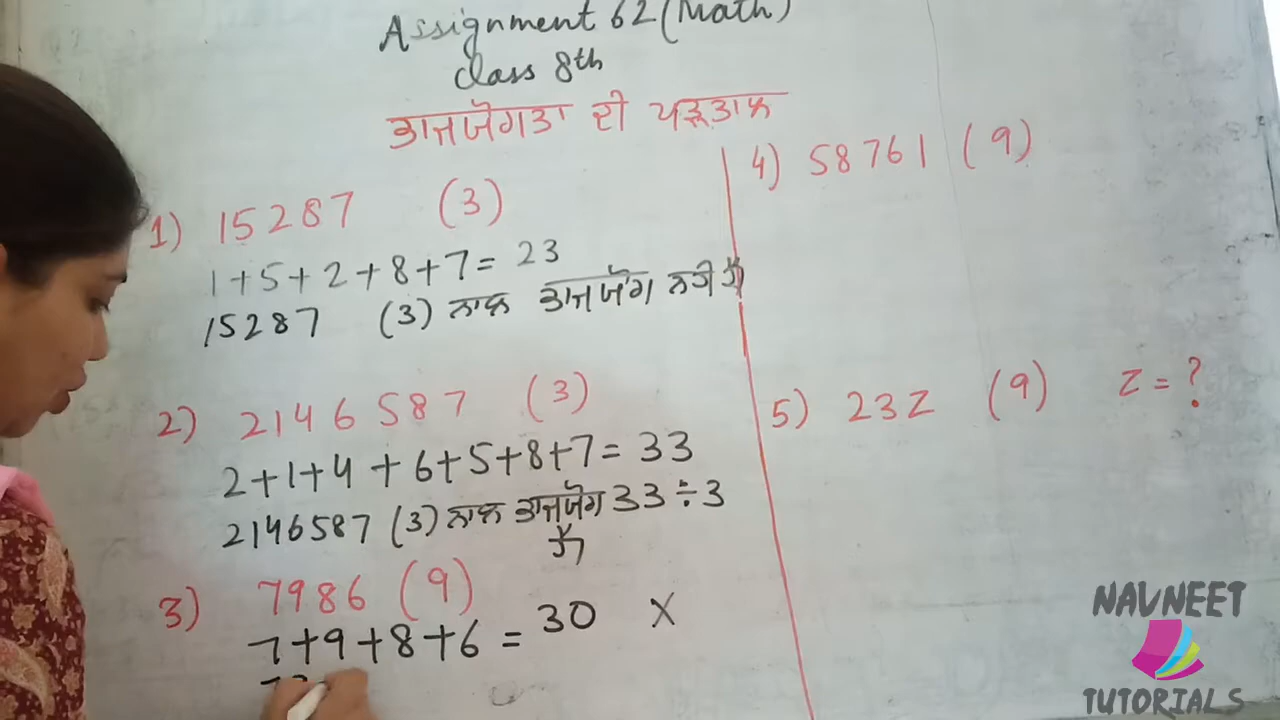 Assignment 62 (Math)
Class 8th
ਭਾਜਯੋਗਤਾ ਦੀ ਪੜਤਾਲ
1) 15287 (3)
1+5+2+8+7= 23
15287 (3) ਨਾਲ ਭਾਜਯੋਗ ਨਹੀਂ ਹੈ
2) 2146587 (3)
2+1+4+6+5+8+7= 33
2146587 (3) ਨਾਲ ਭਾਜਯੋਗ 33÷3
ਹੈ
3) 7986 (9)
7+9+8+6 = 30 X
4) 58761 (9)
5) 23Z (9) Z = ?
NAVNEET
TUTORIALS